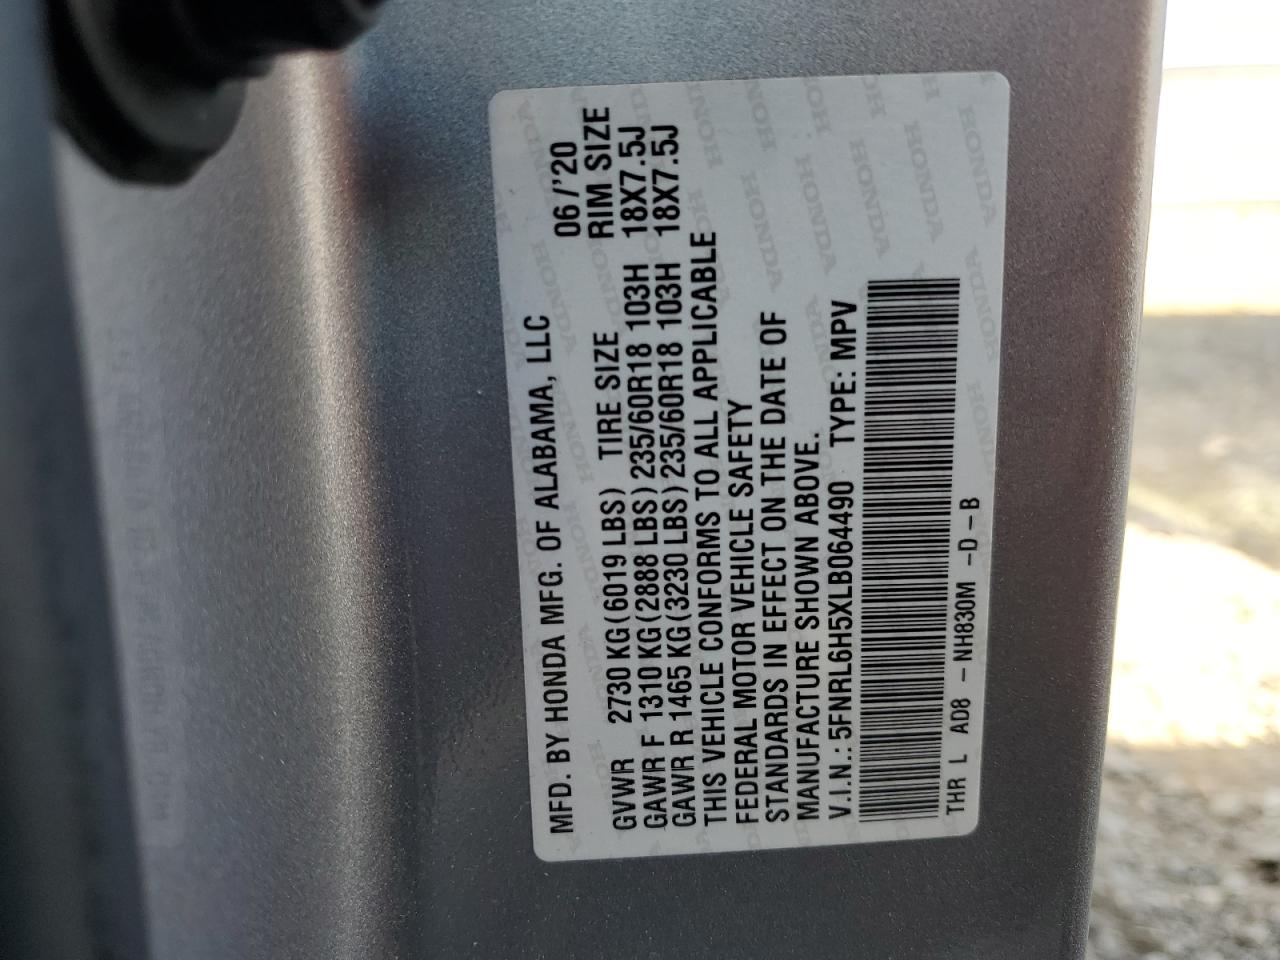 MFD. BY HONDA MFG. OF ALABAMA, LLC 06/'20
GVWR 2730 KG(6019 LBS) TIRE SIZE RIM SIZE
GAWR F 1310 KG(2888 LBS) 235/60R18 103H 18X7.5J
GAWR R 1465 KG(3230 LBS) 235/60R18 103H 18X7.5J
THIS VEHICLE CONFORMS TO ALL APPLICABLE
FEDERAL MOTOR VEHICLE SAFETY
STANDARDS IN EFFECT ON THE DATE OF
MANUFACTURE SHOWN ABOVE.
V.I.N.: 5FNRL6H5XLB064490 TYPE: MPV
THR L AD8 - NH830M -D-B